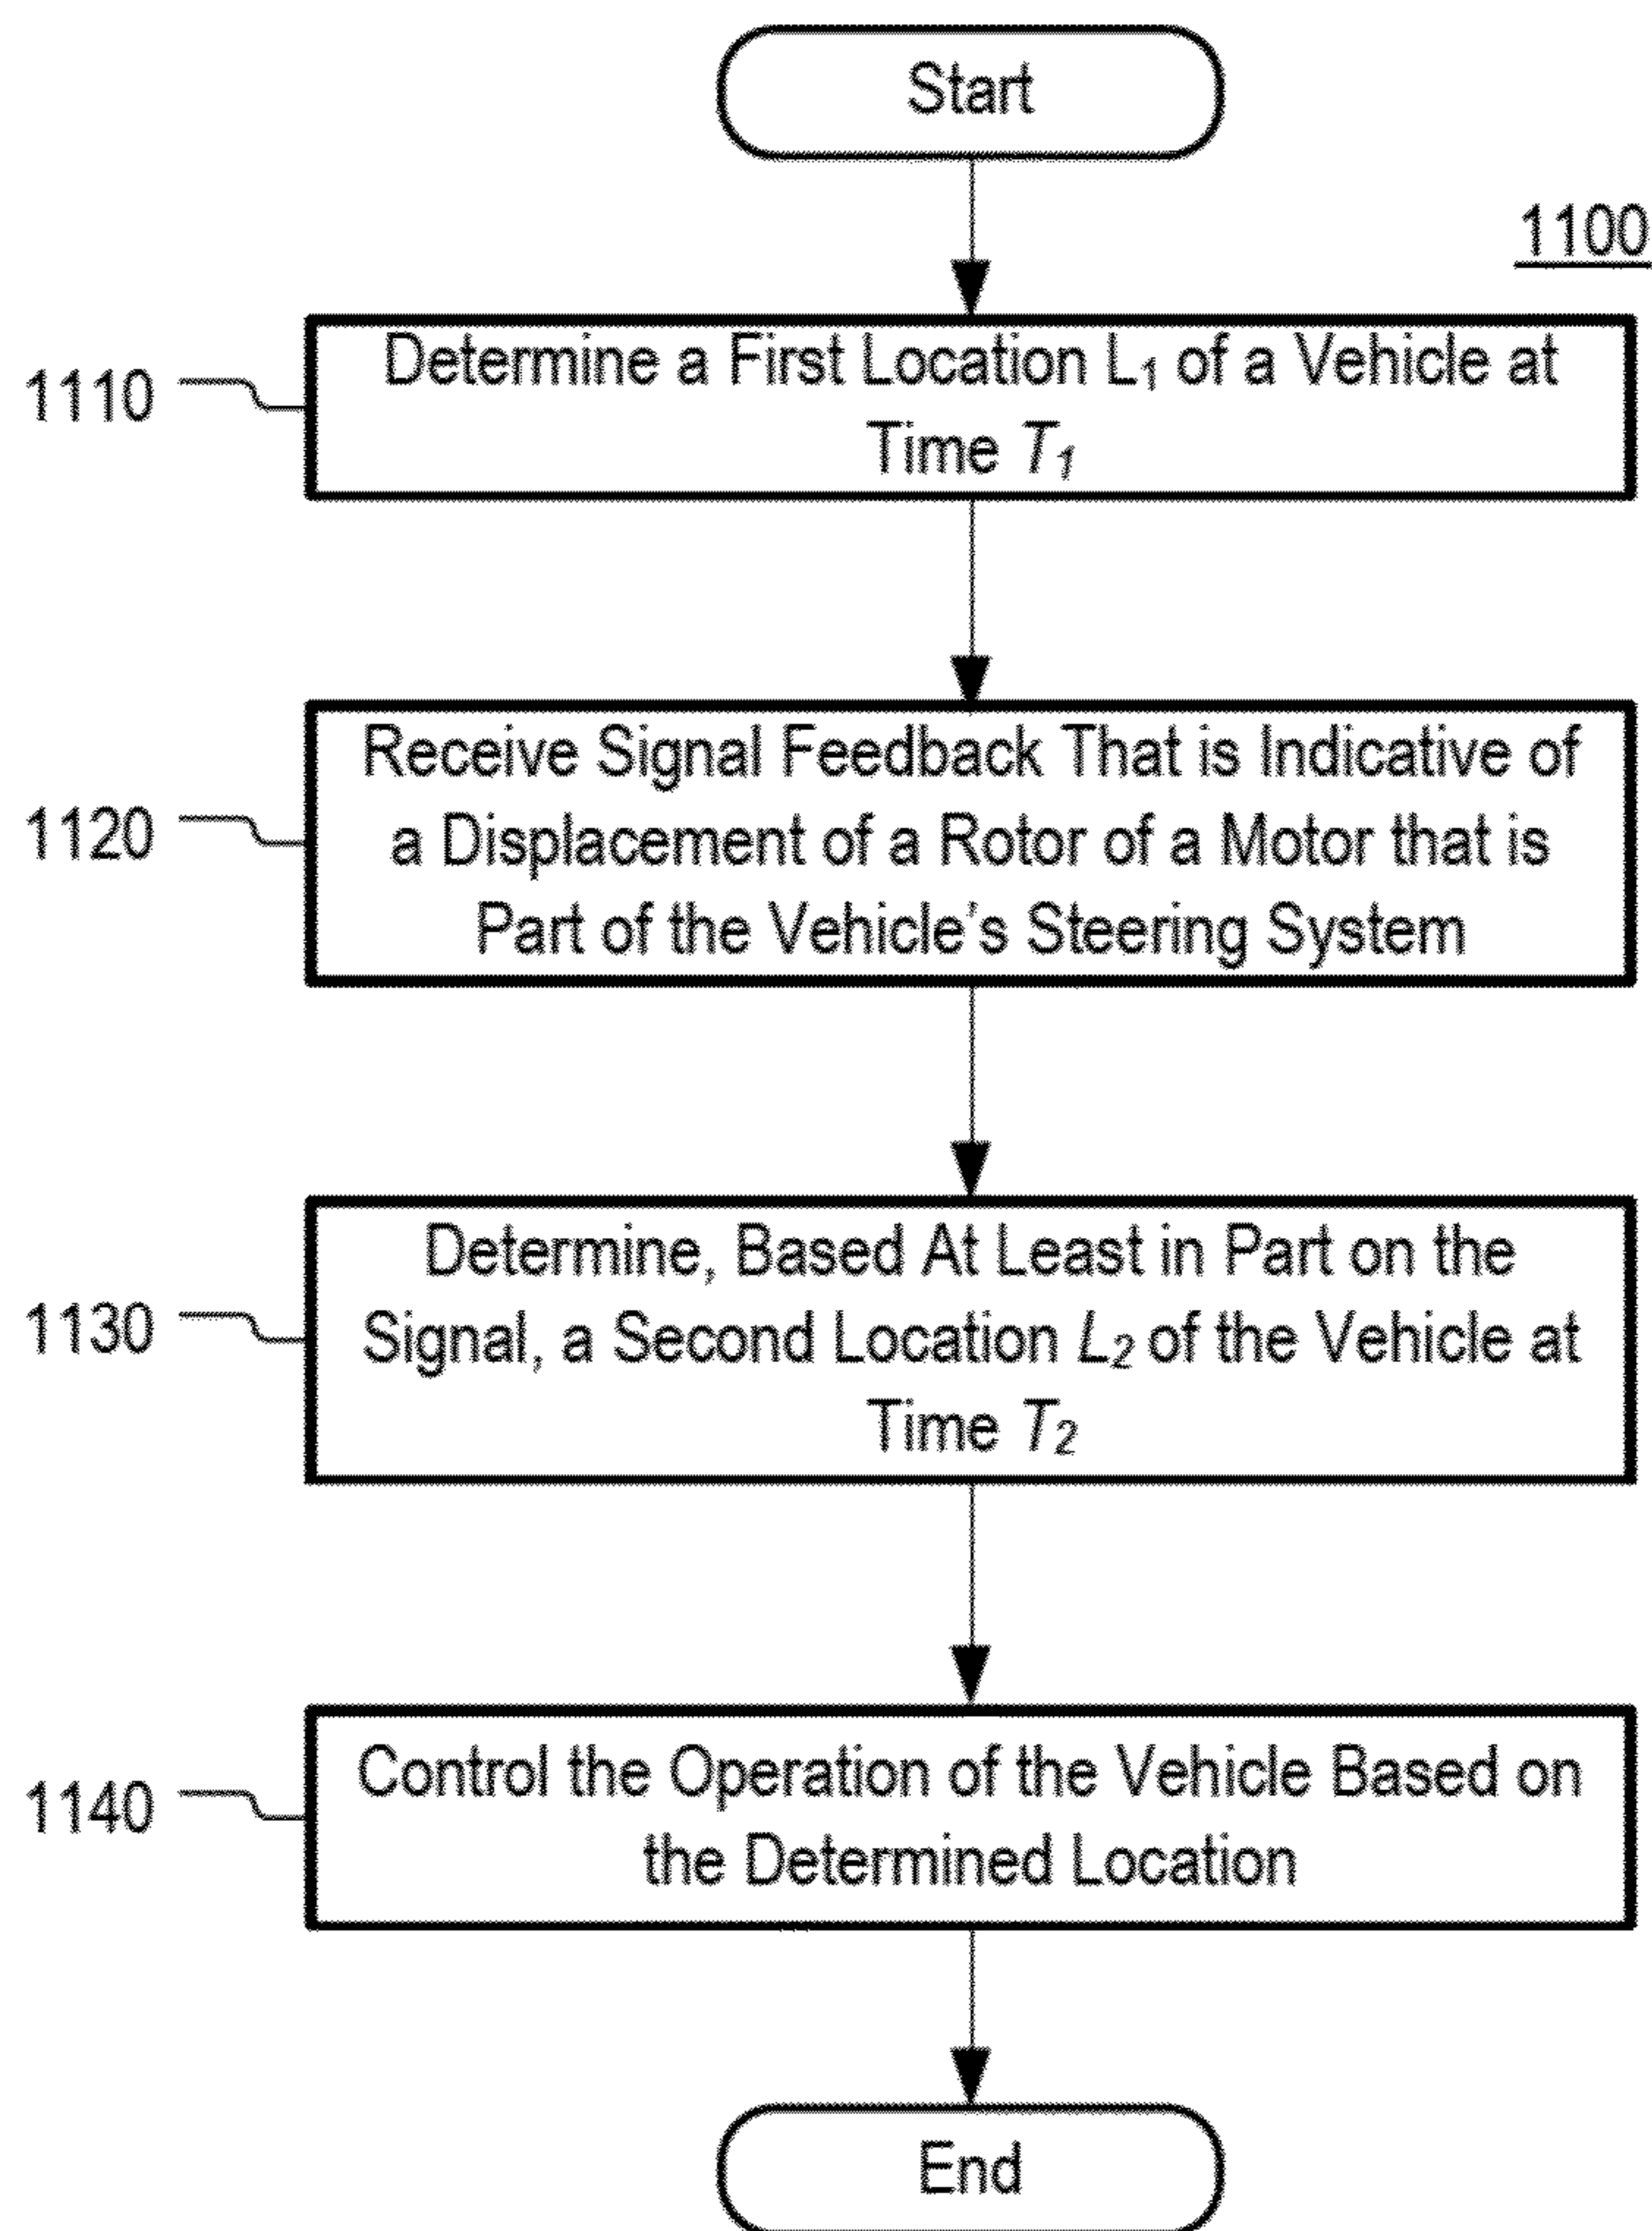 Start
1100
Determine a First Location L₁ of a Vehicle at
Time T₁
1110
Receive Signal Feedback That is Indicative of
a Displacement of a Rotor of a Motor that is
Part of the Vehicle's Steering System
1120
Determine, Based At Least in Part on the
Signal, a Second Location L₂ of the Vehicle at
Time T₂
1130
Control the Operation of the Vehicle Based on
the Determined Location
1140
End